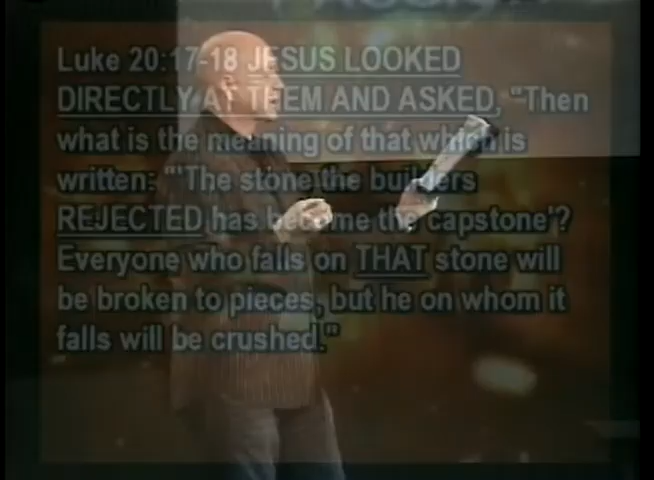 Luke 20:17-18 JESUS LOOKED
DIRECTLY AT THEM AND ASKED, "Then
what is the meaning of that which is
written: "'The stone the builders
REJECTED has become the capstone'?
Everyone who falls on THAT stone will
be broken to pieces, but he on whom it
falls will be crushed."